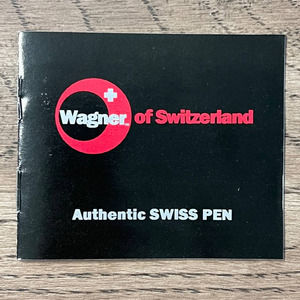 Wagner of Switzerland
Authentic SWISS PEN